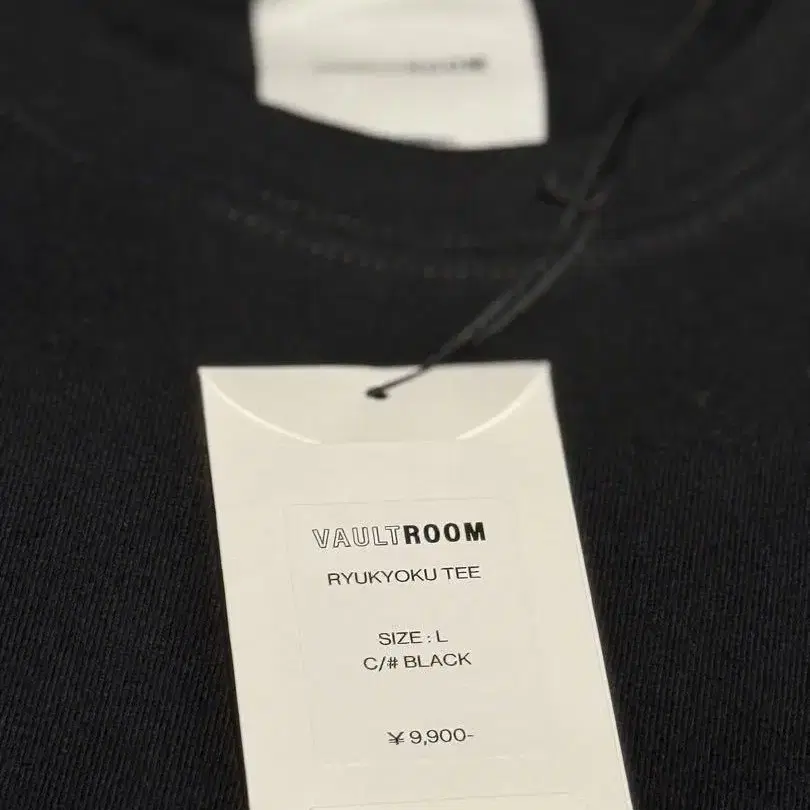 VAULTROOM
RYUKYOKU TEE
SIZE : L
C/# BLACK
¥ 9,900-